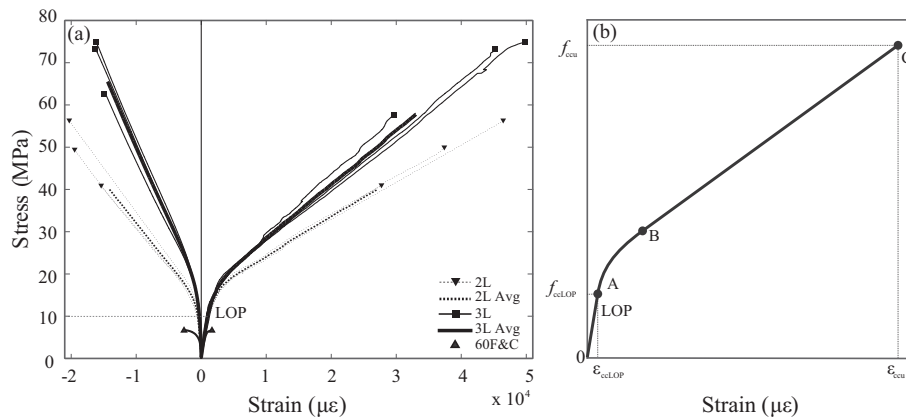 (a)
80
70
60
50
40
30
20
10
0
Stress (MPa)
-2 -1 0 1 2 3 4 5
x 10⁴
Strain (με)
LOP
2L
2L Avg
3L
3L Avg
60F&C
(b)
f_ccu
f_ccLOP
0
A
LOP
B
C
ε_ccLOP
ε_ccu
Strain (με)